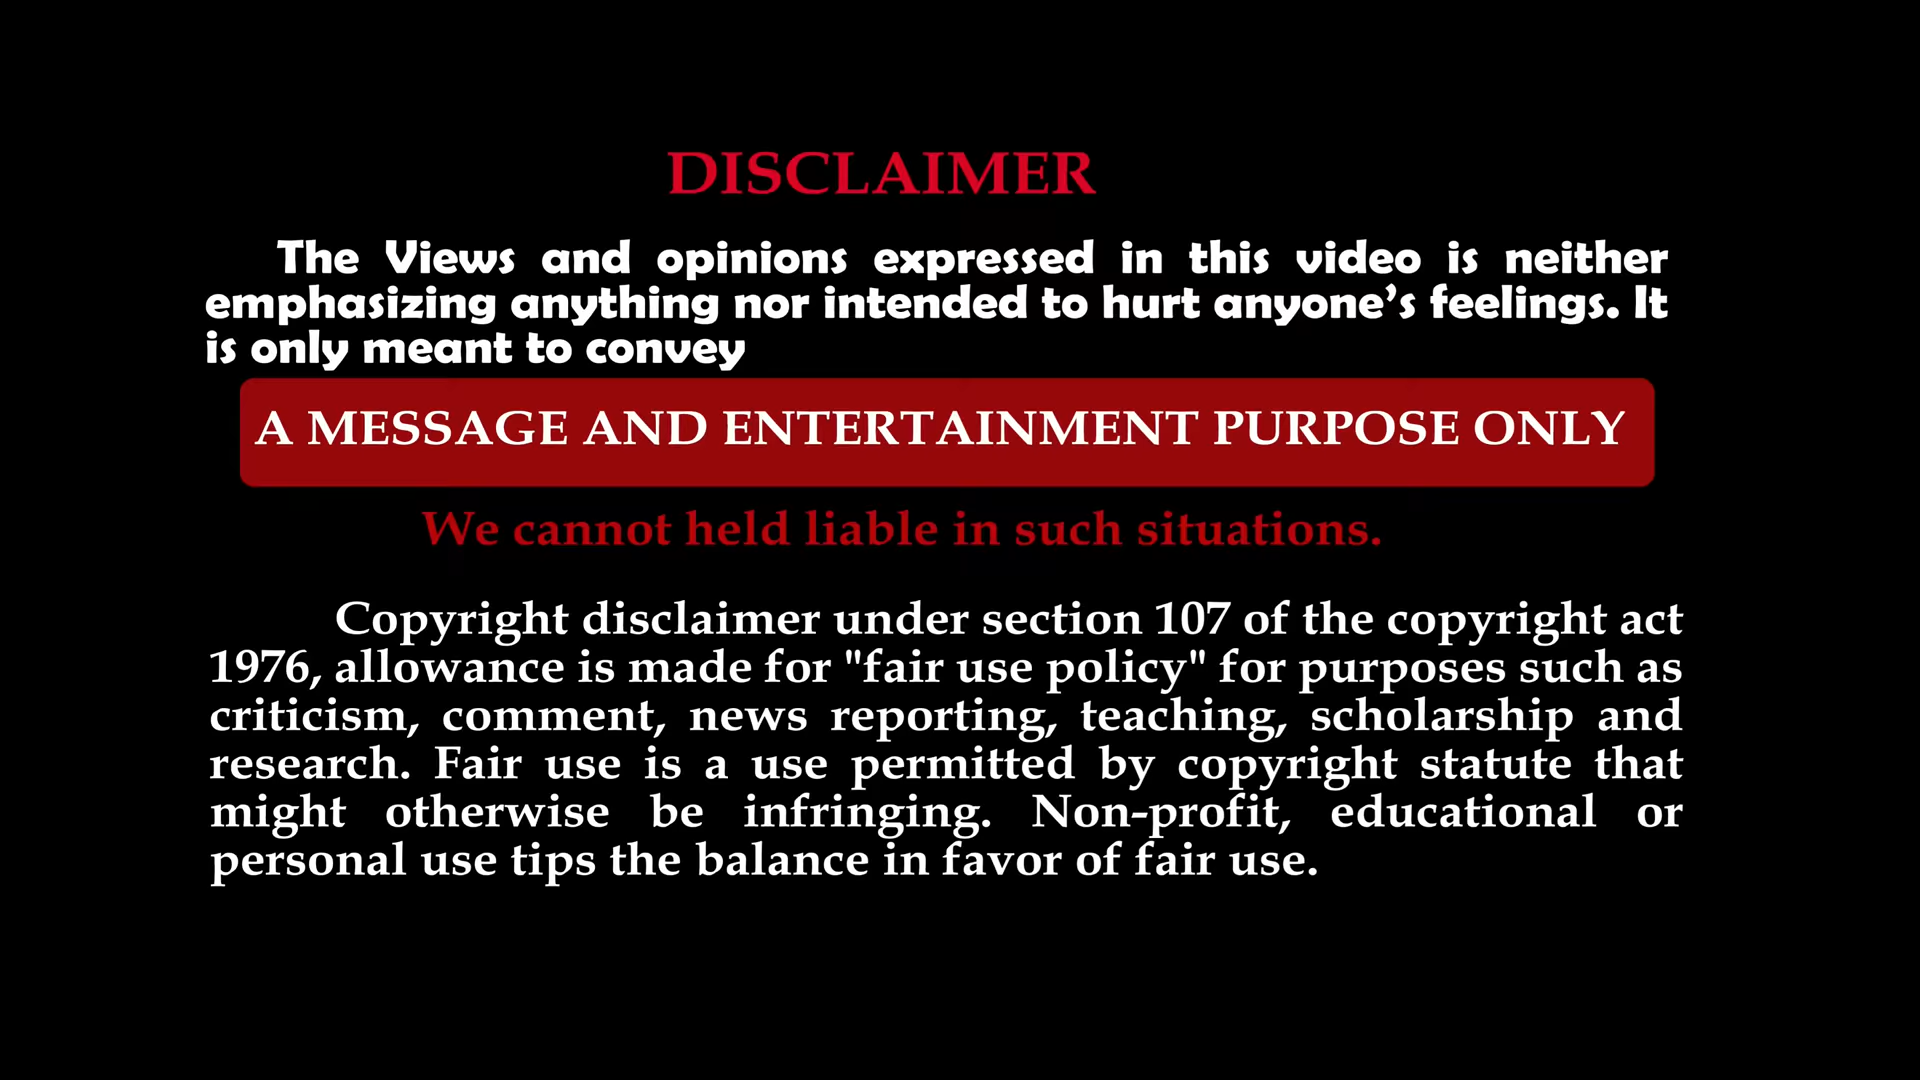 DISCLAIMER
The Views and opinions expressed in this video is neither
emphasizing anything nor intended to hurt anyone’s feelings. It
is only meant to convey
A MESSAGE AND ENTERTAINMENT PURPOSE ONLY
We cannot held liable in such situations.
Copyright disclaimer under section 107 of the copyright act
1976, allowance is made for "fair use policy" for purposes such as
criticism, comment, news reporting, teaching, scholarship and
research. Fair use is a use permitted by copyright statute that
might otherwise be infringing. Non-profit, educational or
personal use tips the balance in favor of fair use.